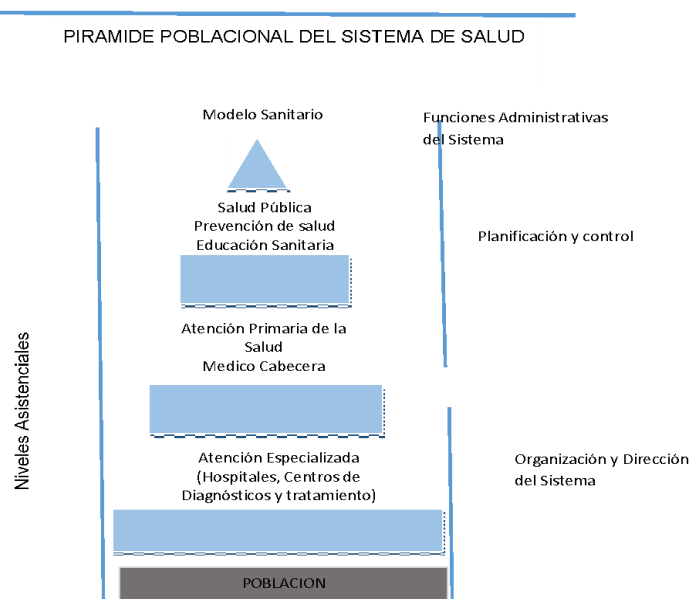 PIRAMIDE POBLACIONAL DEL SISTEMA DE SALUD
Modelo Sanitario
Funciones Administrativas
del Sistema
Salud Pública
Prevención de salud
Educación Sanitaria
Planificación y control
Atención Primaria de la
Salud
Medico Cabecera
Niveles Asistenciales
Atención Especializada
(Hospitales, Centros de
Diagnósticos y tratamiento)
Organización y Dirección
del Sistema
POBLACION